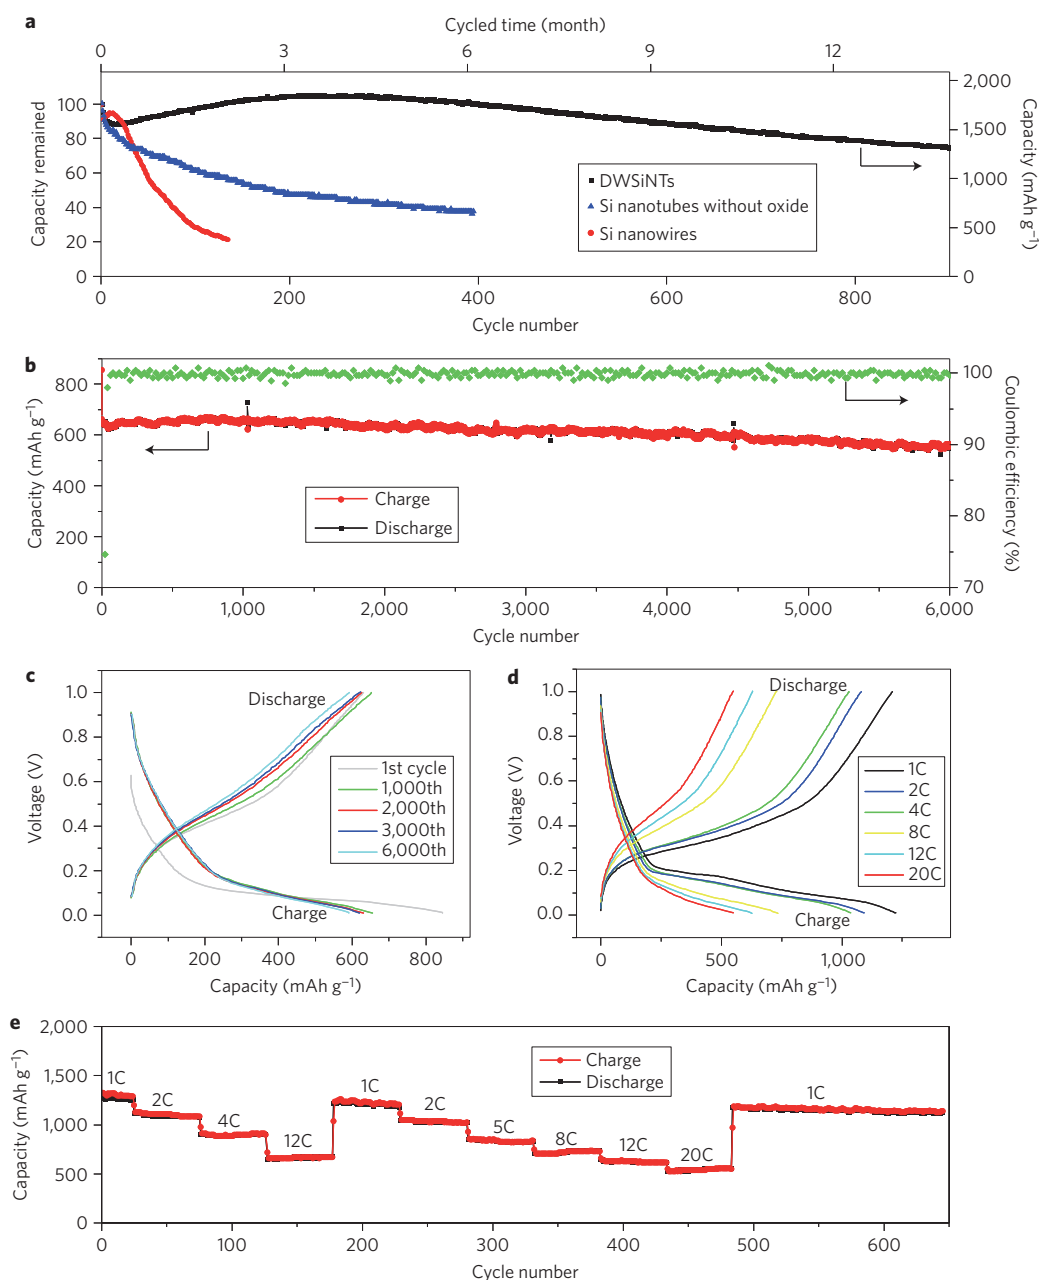 a
Cycled time (month)
0 3 6 9 12
Capacity remained
100
80
60
40
20
0
2,000
1,500
1,000
500
0
Capacity (mAh g⁻¹)
DWSiNTs
Si nanotubes without oxide
Si nanowires
0 200 400 600 800
Cycle number
b
Capacity (mAh g⁻¹)
800
600
400
200
0
100
90
80
70
Coulombic efficiency (%)
Charge
Discharge
0 1,000 2,000 3,000 4,000 5,000 6,000
Cycle number
c
Voltage (V)
1.0
0.8
0.6
0.4
0.2
0.0
Discharge
1st cycle
1,000th
2,000th
3,000th
6,000th
Charge
0 200 400 600 800
Capacity (mAh g⁻¹)
d
Voltage (V)
1.0
0.8
0.6
0.4
0.2
0.0
Discharge
1C
2C
4C
8C
12C
20C
Charge
0 500 1,000
Capacity (mAh g⁻¹)
e
Capacity (mAh g⁻¹)
2,000
1,500
1,000
500
0
Charge
Discharge
1C 2C 4C 12C 1C 2C 5C 8C 12C 20C 1C
0 100 200 300 400 500 600
Cycle number